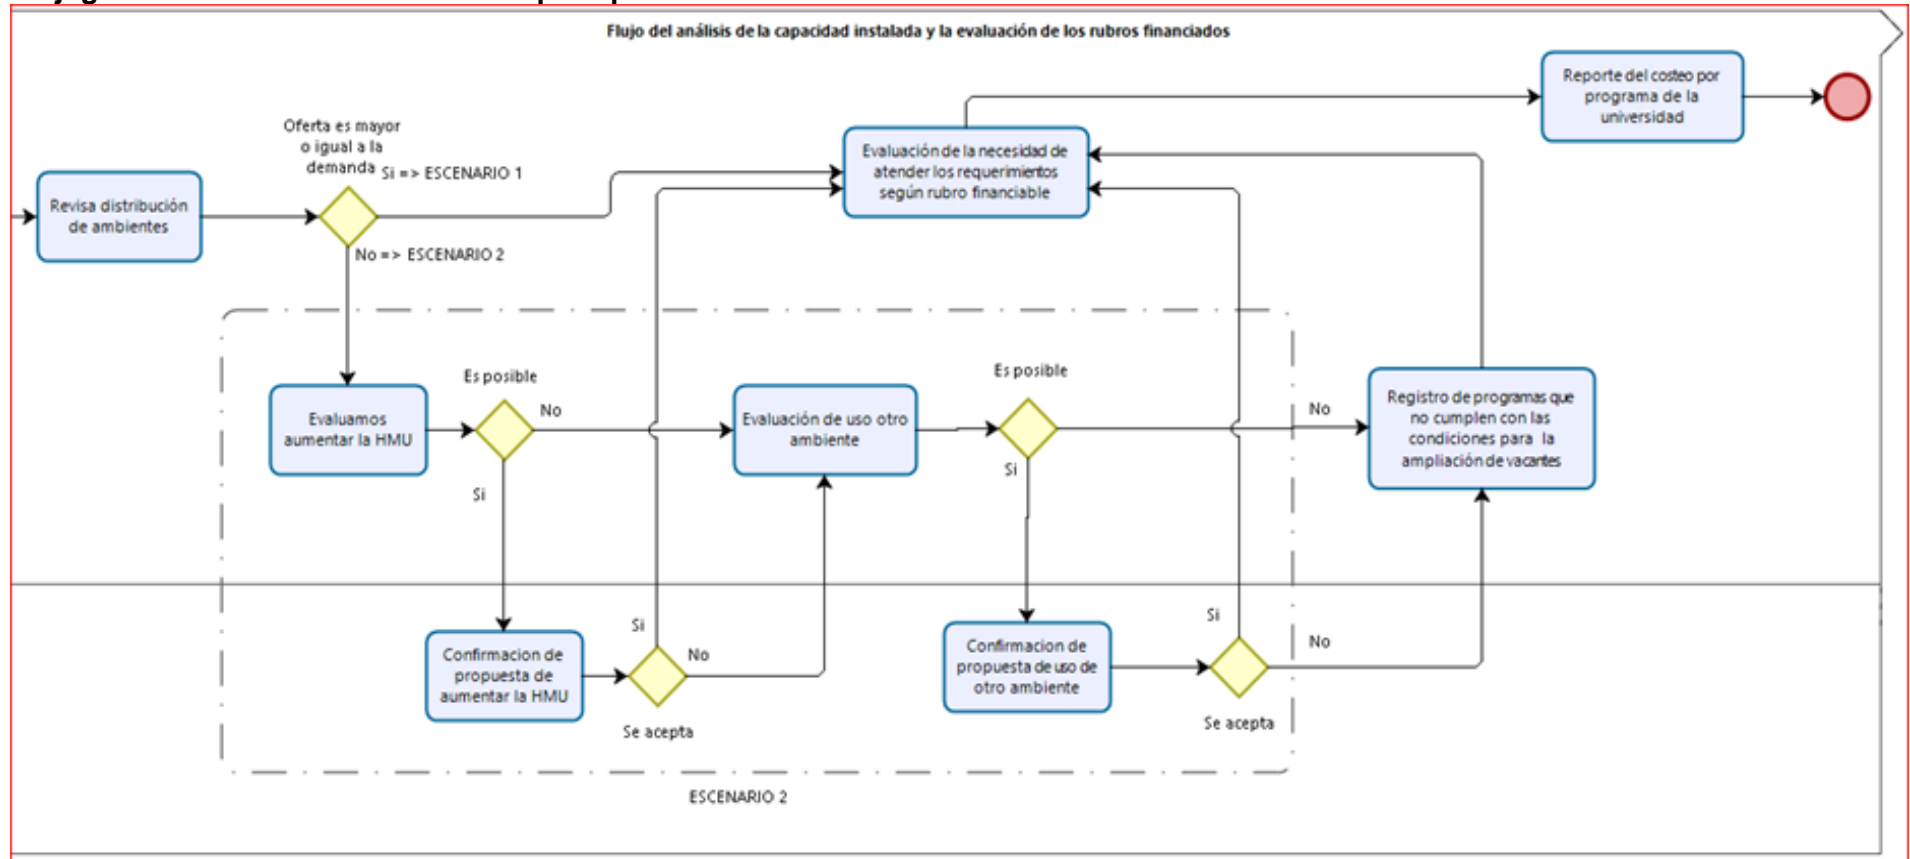 Flujo del análisis de la capacidad instalada y la evaluación de los rubros financiados
Reporte del costeo por
programa de la
universidad
Oferta es mayor
o igual a la
demanda
Si => ESCENARIO 1
Evaluación de la necesidad de
atender los requerimientos
según rubro financiable
Revisa distribución
de ambientes
No => ESCENARIO 2
Es posible
Es posible
Evaluamos
aumentar la HMU
No
Evaluación de uso otro
ambiente
No
Registro de programas que
no cumplen con las
condiciones para la
ampliación de vacantes
Si
Si
Confirmacion de
propuesta de
aumentar la HMU
Si
No
Se acepta
Confirmacion de
propuesta de uso de
otro ambiente
Si
No
Se acepta
ESCENARIO 2